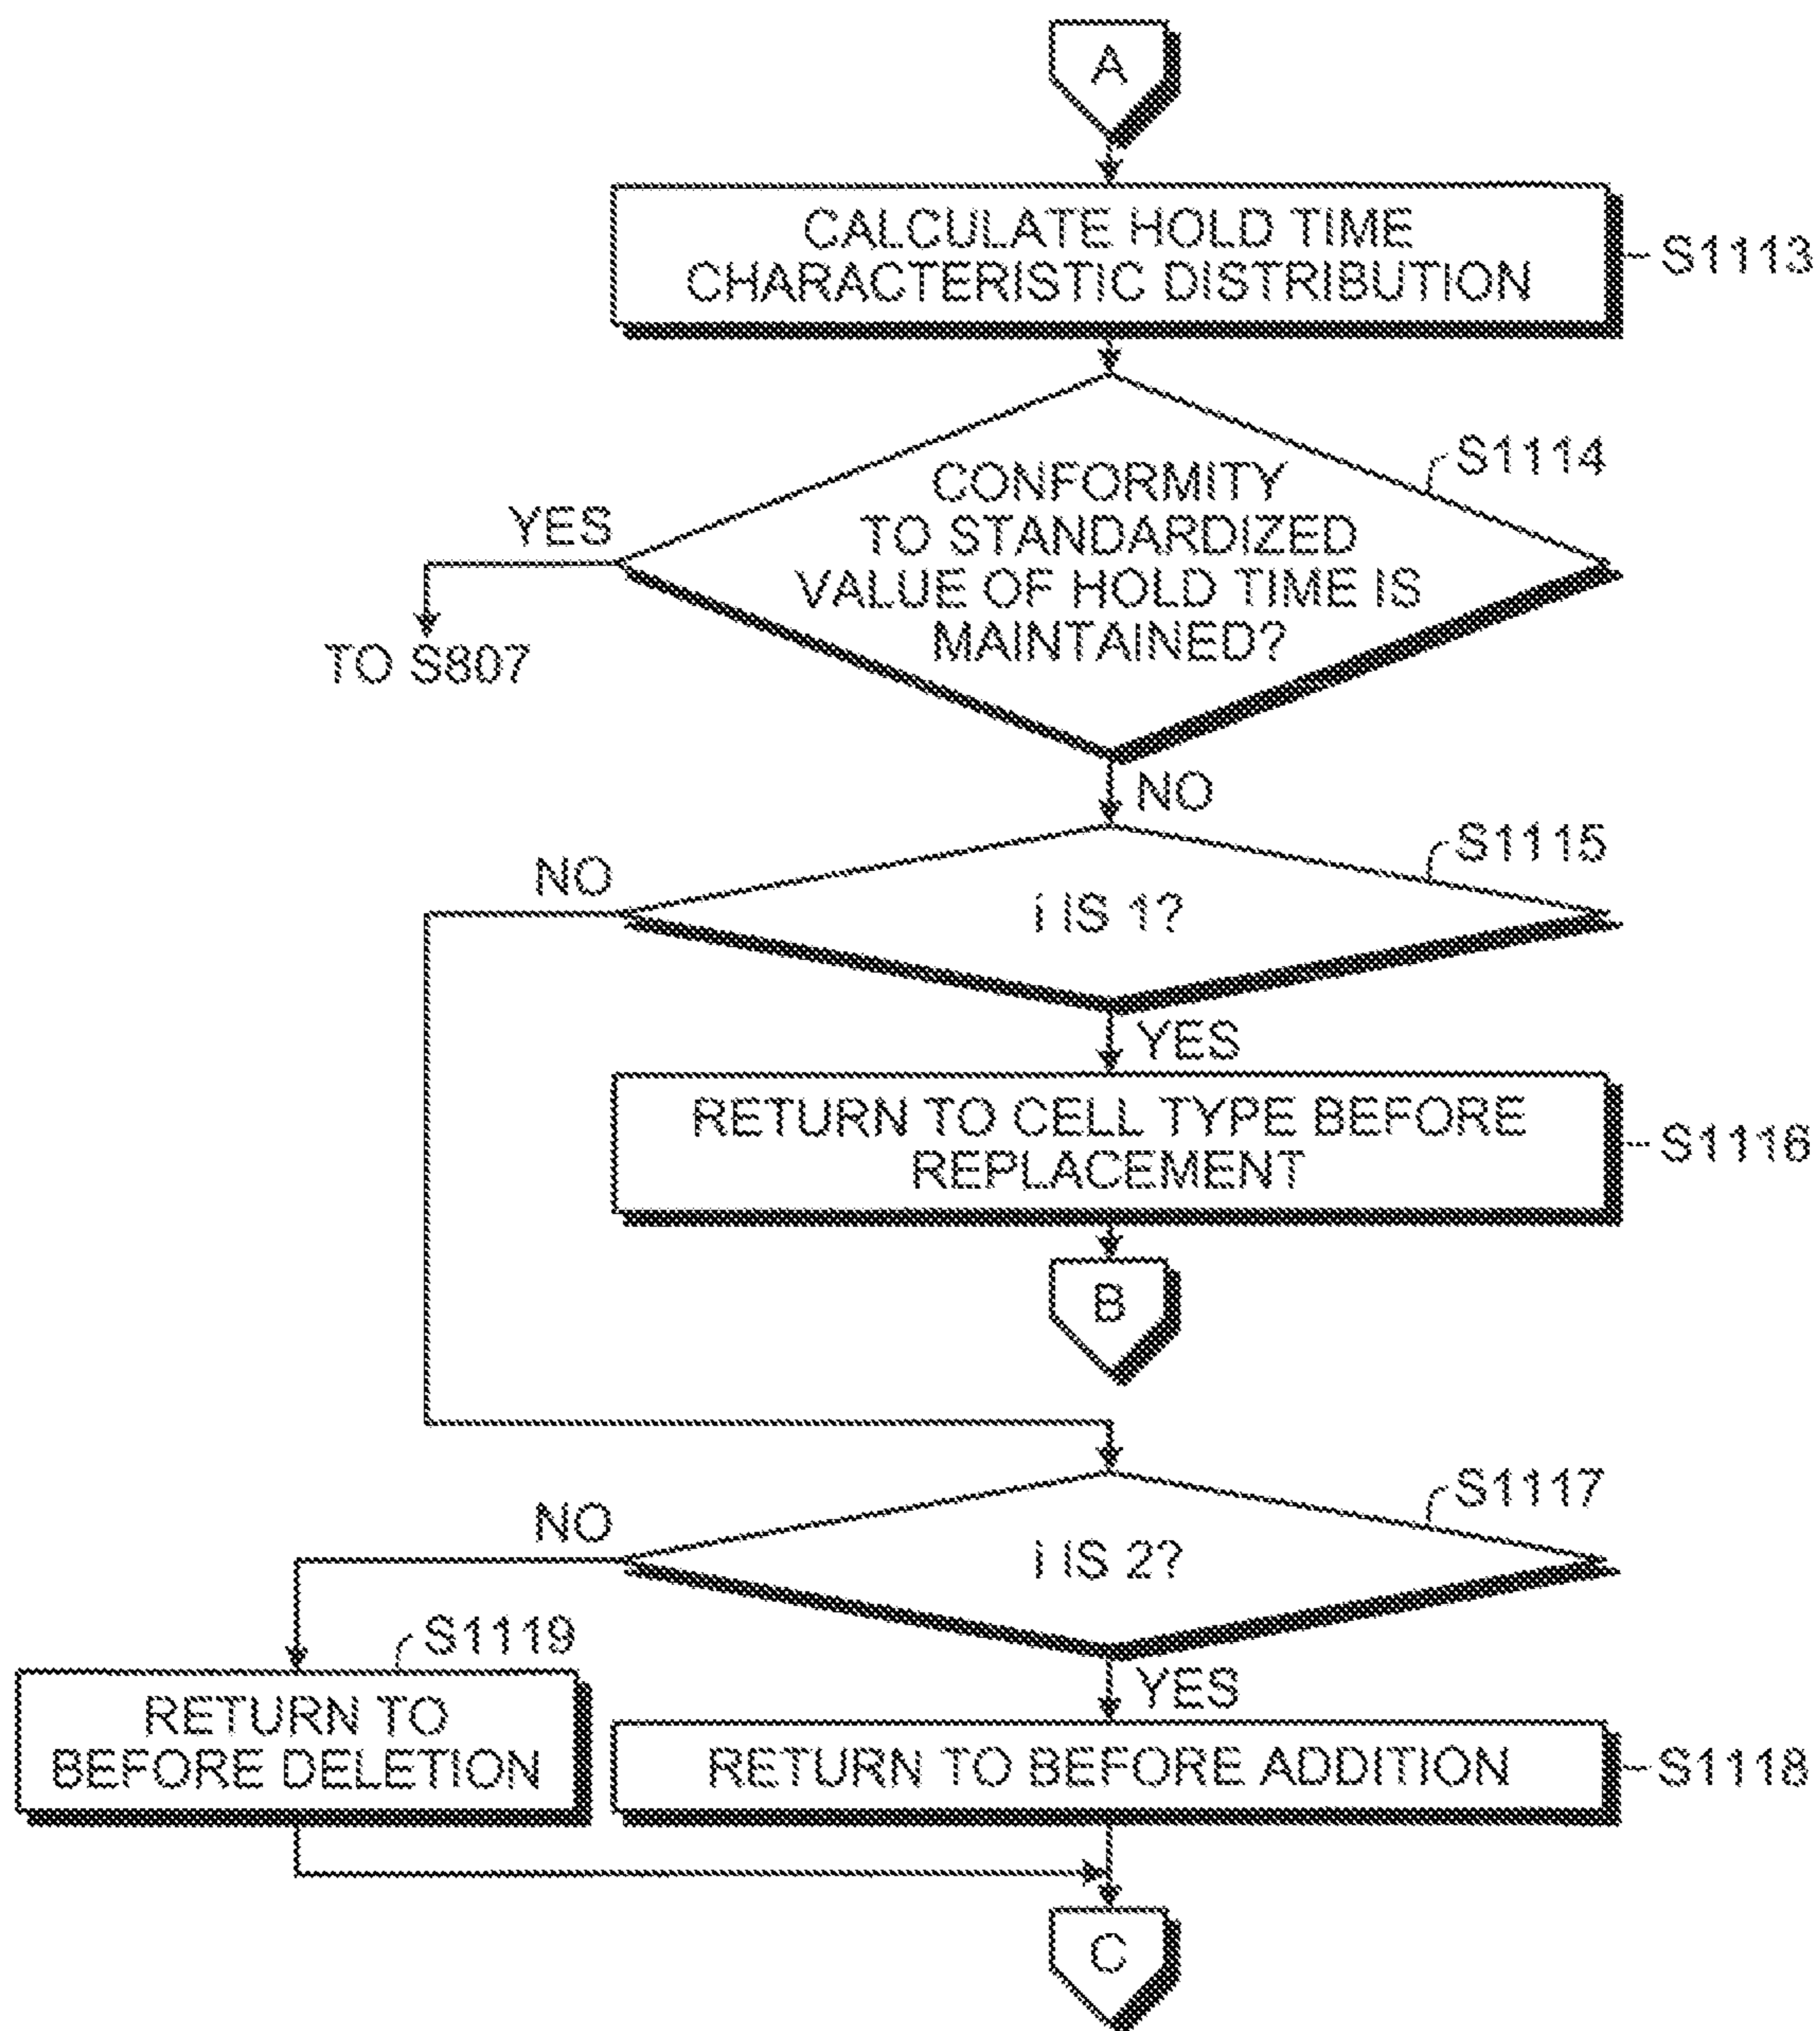 A
CALCULATE HOLD TIME
CHARACTERISTIC DISTRIBUTION
S1113
S1114
CONFORMITY
TO STANDARDIZED
VALUE OF HOLD TIME IS
MAINTAINED?
YES
TO S807
NO
S1115
NO
i IS 1?
YES
RETURN TO CELL TYPE BEFORE
REPLACEMENT
S1116
B
S1117
NO
i IS 2?
S1119
YES
RETURN TO
BEFORE DELETION
RETURN TO BEFORE ADDITION
S1118
C